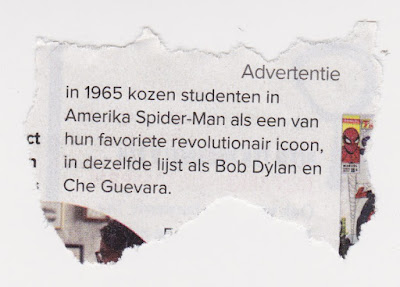 Advertentie
in 1965 kozen studenten in
Amerika Spider-Man als een van
hun favoriete revolutionair icoon,
in dezelfde lijst als Bob Dylan en
Che Guevara.
ct